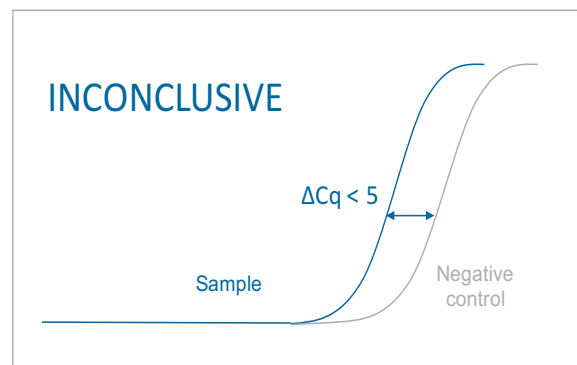 INCONCLUSIVE
ΔCq < 5
Sample
Negative
control